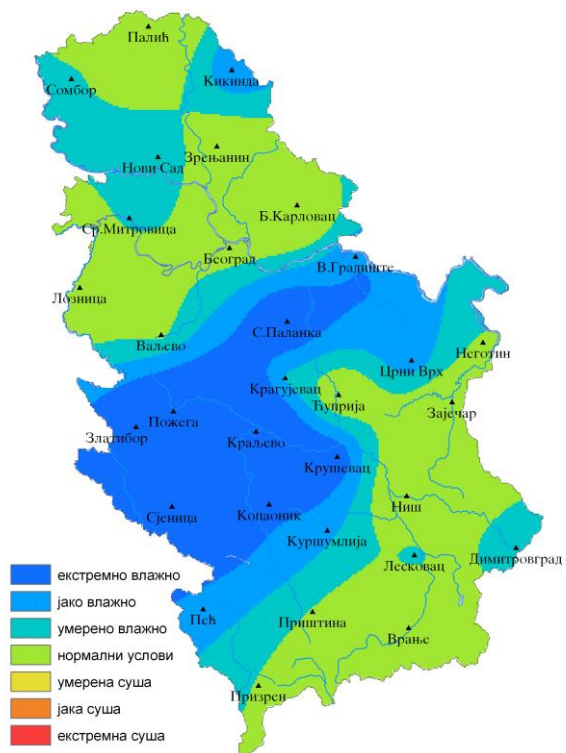 Палић
Сомбор
Кикинда
Нови Сад
Зрењанин
Ср.Митровица
Б.Карловац
Београд
В.Градиште
Лозница
С.Паланка
Ваљево
Црни Врх
Неготин
Крагујевац
Ћуприја
Зајечар
Пожега
Златибор
Краљево
Крушевац
Сјеница
Копаоник
Ниш
Куршумлија
Лесковац
Димитровград
Пећ
Приштина
Врање
Призрен
екстремно влажно
јако влажно
умерено влажно
нормални услови
умерена суша
јака суша
екстремна суша